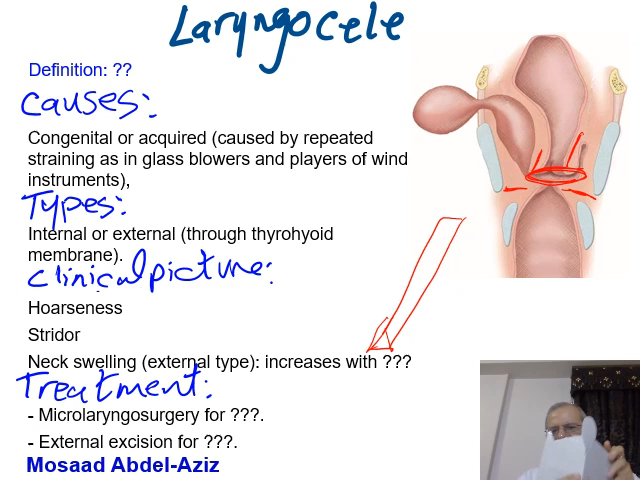 Laryngocele
Definition: ??
Causes:
Congenital or acquired (caused by repeated
straining as in glass blowers and players of wind
instruments),
Types:
Internal or external (through thyrohyoid
membrane).
Clinical picture:
Hoarseness
Stridor
Neck swelling (external type): increases with ???
Treatment:
- Microlaryngosurgery for ???.
- External excision for ???.
Mosaad Abdel-Aziz